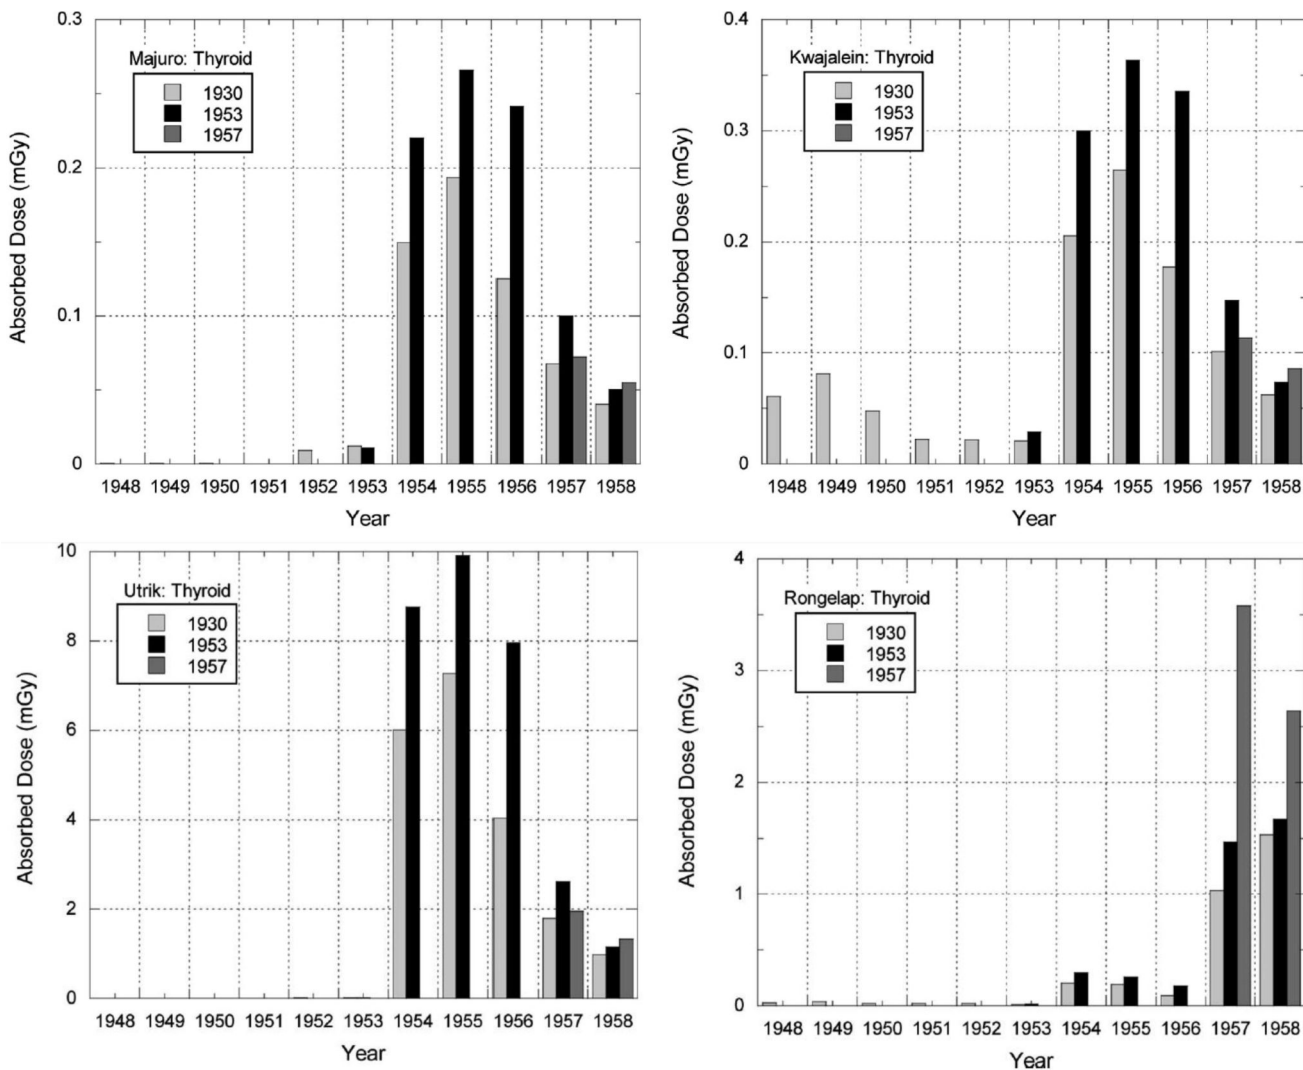 Majuro: Thyroid
1930
1953
1957
0.3
0.2
0.1
0
Absorbed Dose (mGy)
1948 1949 1950 1951 1952 1953 1954 1955 1956 1957 1958
Year
Kwajalein: Thyroid
1930
1953
1957
0.4
0.3
0.2
0.1
0
Absorbed Dose (mGy)
1948 1949 1950 1951 1952 1953 1954 1955 1956 1957 1958
Year
Utrik: Thyroid
1930
1953
1957
10
8
6
4
2
0
Absorbed Dose (mGy)
1948 1949 1950 1951 1952 1953 1954 1955 1956 1957 1958
Year
Rongelap: Thyroid
1930
1953
1957
4
3
2
1
0
Absorbed Dose (mGy)
1948 1949 1950 1951 1952 1953 1954 1955 1956 1957 1958
Year